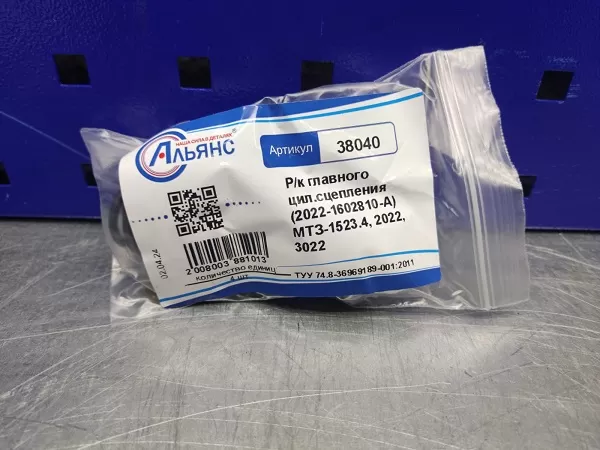 НАША СИЛА В ДЕТАЛЯХ
®
АЛЬЯНС
Артикул 38040
Р/к главного
цил.сцепления
(2022-1602810-А)
МТЗ-1523.4, 2022,
3022
02.04.24
2 008003 881013
количество единиц
4 шт.
ТУУ 74.8-36969189-001:2011